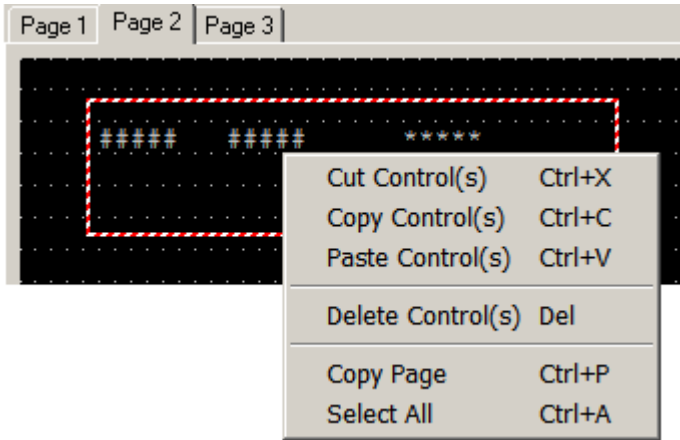 Page 1 Page 2 Page 3
##### ##### *****
Cut Control(s) Ctrl+X
Copy Control(s) Ctrl+C
Paste Control(s) Ctrl+V
Delete Control(s) Del
Copy Page Ctrl+P
Select All Ctrl+A